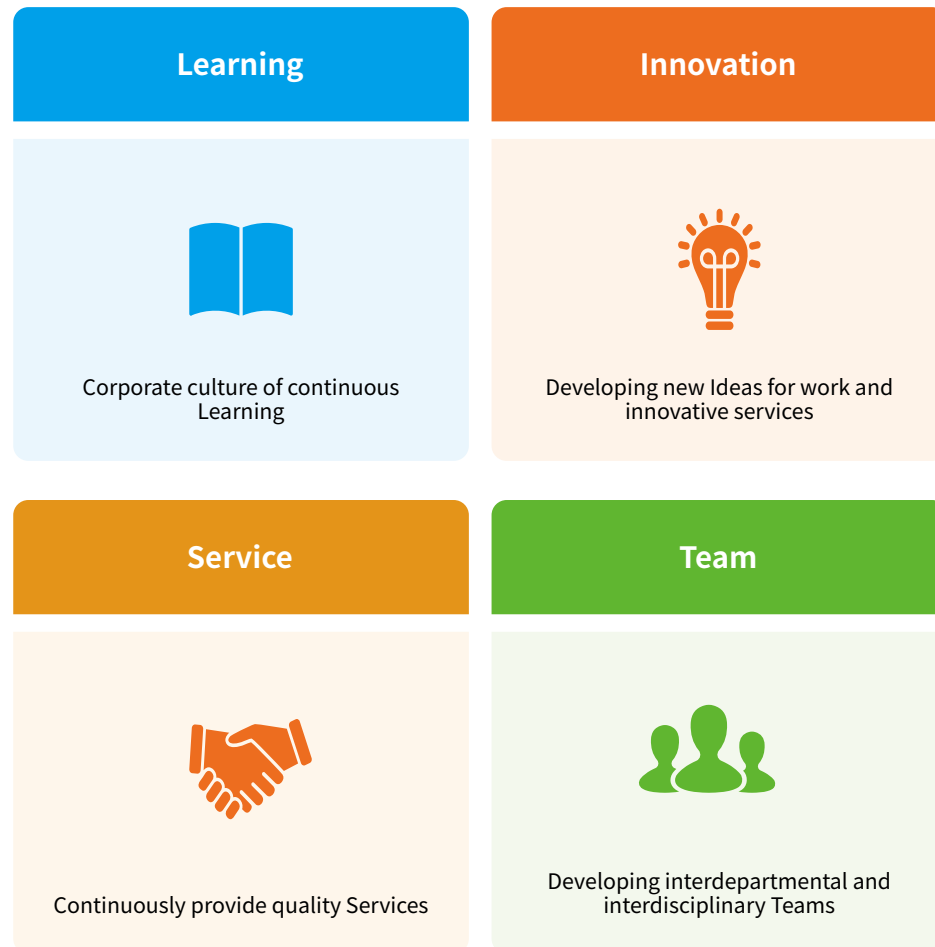 Learning
Corporate culture of continuous
Learning
Innovation
Developing new Ideas for work and
innovative services
Service
Continuously provide quality Services
Team
Developing interdepartmental and
interdisciplinary Teams